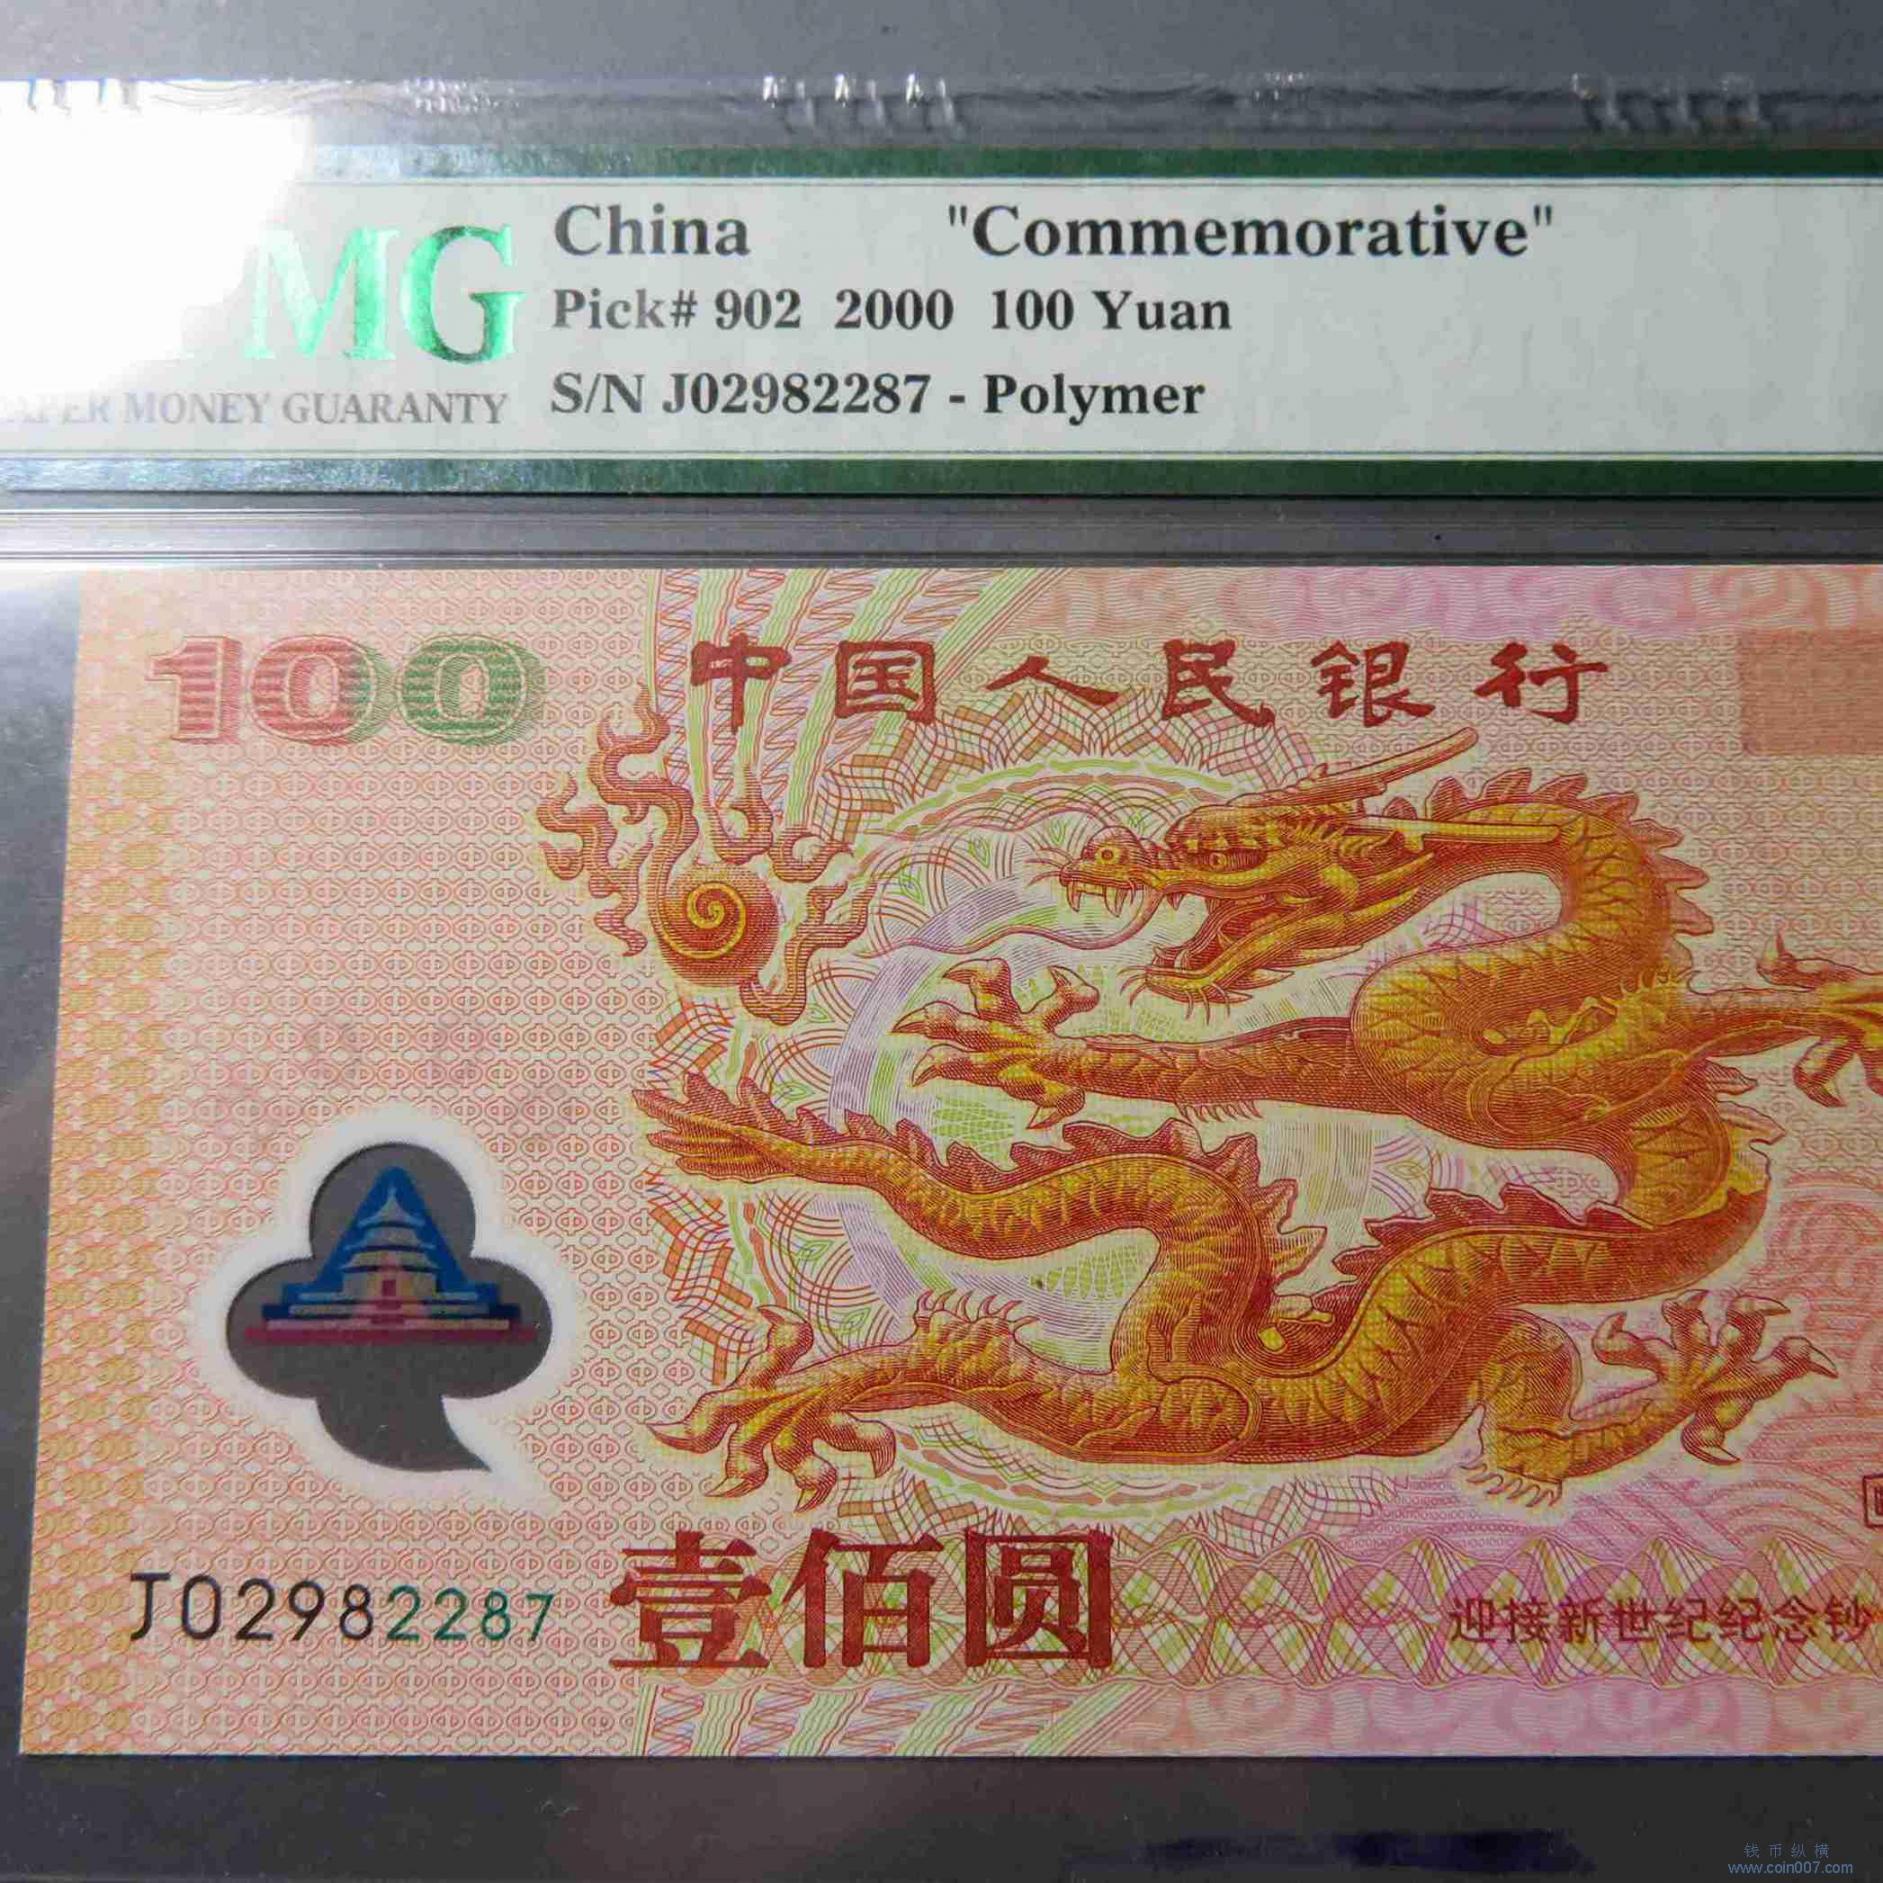 MG
PAPER MONEY GUARANTY
China "Commemorative"
Pick# 902 2000 100 Yuan
S/N J02982287 - Polymer
100 中国人民银行
J02982287
壹佰圆
迎接新世纪纪念钞
钱币纵横
www.coin007.com